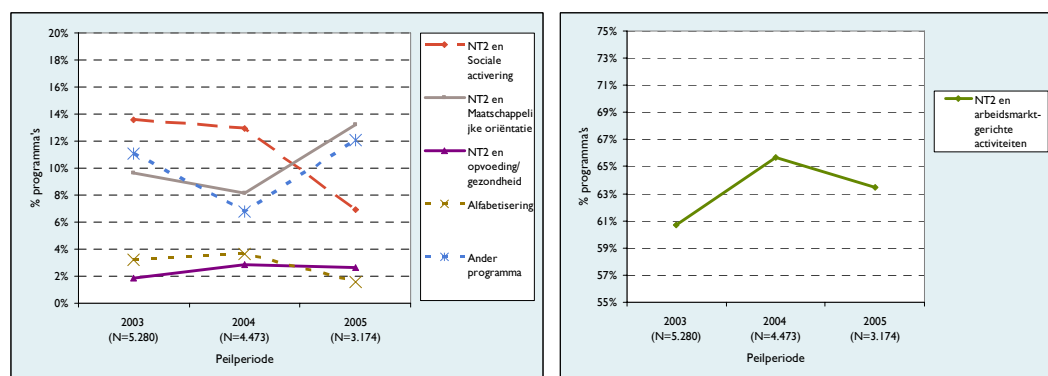 20%
18%
16%
14%
12%
10%
8%
6%
4%
2%
0%
% programma's
2003
(N=5.280)
2004
(N=4.473)
2005
(N=3.174)
Peilperiode
NT2 en
Sociale
activering
NT2 en
Maatschappeli
jke oriëntatie
NT2 en
opvoeding/
gezondheid
Alfabetisering
Ander
programma
75%
73%
71%
69%
67%
65%
63%
61%
59%
57%
55%
% programma's
2003
(N=5.280)
2004
(N=4.473)
2005
(N=3.174)
Peilperiode
NT2 en
arbeidsmarkt-
gerichte
activiteiten